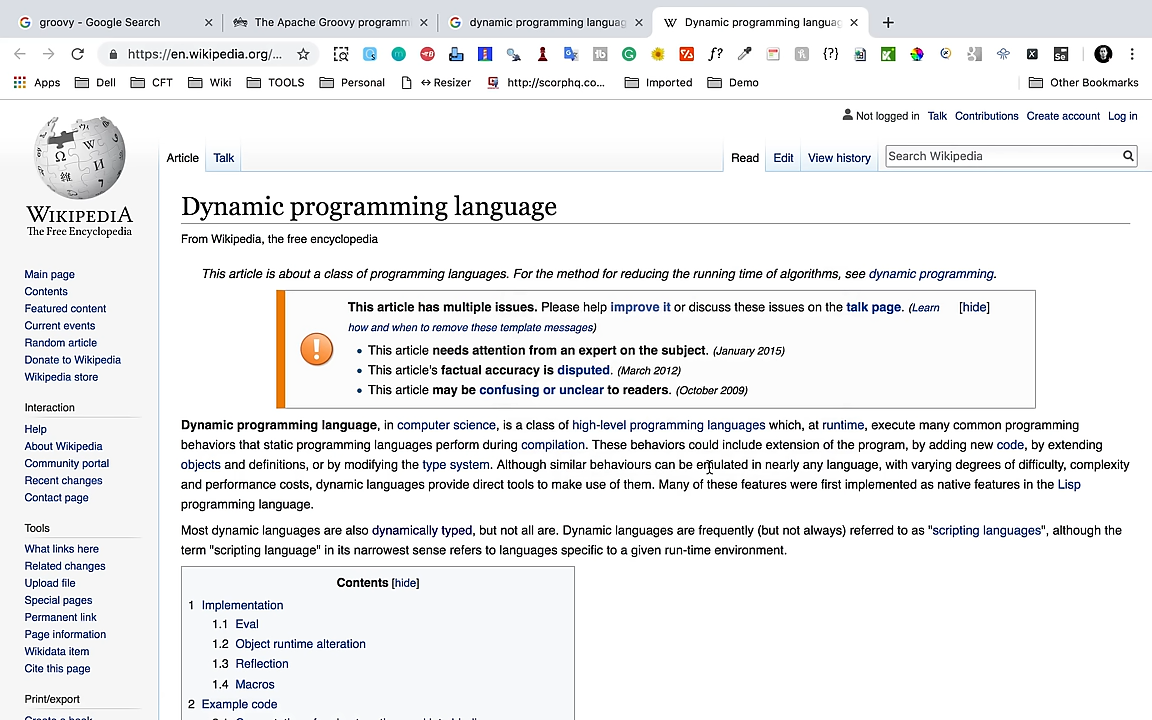 groovy - Google Search
The Apache Groovy programm
dynamic programming languag
Dynamic programming languag
https://en.wikipedia.org/...
Apps
Dell
CFT
Wiki
TOOLS
Personal
↔Resizer
http://scorphq.co...
Imported
Demo
Other Bookmarks
Not logged in Talk Contributions Create account Log in
Article Talk Read Edit View history Search Wikipedia
WIKIPEDIA
The Free Encyclopedia
Main page
Contents
Featured content
Current events
Random article
Donate to Wikipedia
Wikipedia store
Interaction
Help
About Wikipedia
Community portal
Recent changes
Contact page
Tools
What links here
Related changes
Upload file
Special pages
Permanent link
Page information
Wikidata item
Cite this page
Print/export
Dynamic programming language
From Wikipedia, the free encyclopedia
This article is about a class of programming languages. For the method for reducing the running time of algorithms, see dynamic programming.
This article has multiple issues. Please help improve it or discuss these issues on the talk page. (Learn [hide]
how and when to remove these template messages)
• This article needs attention from an expert on the subject. (January 2015)
• This article's factual accuracy is disputed. (March 2012)
• This article may be confusing or unclear to readers. (October 2009)
Dynamic programming language, in computer science, is a class of high-level programming languages which, at runtime, execute many common programming
behaviors that static programming languages perform during compilation. These behaviors could include extension of the program, by adding new code, by extending
objects and definitions, or by modifying the type system. Although similar behaviours can be emulated in nearly any language, with varying degrees of difficulty, complexity
and performance costs, dynamic languages provide direct tools to make use of them. Many of these features were first implemented as native features in the Lisp
programming language.
Most dynamic languages are also dynamically typed, but not all are. Dynamic languages are frequently (but not always) referred to as "scripting languages", although the
term "scripting language" in its narrowest sense refers to languages specific to a given run-time environment.
Contents [hide]
1 Implementation
1.1 Eval
1.2 Object runtime alteration
1.3 Reflection
1.4 Macros
2 Example code